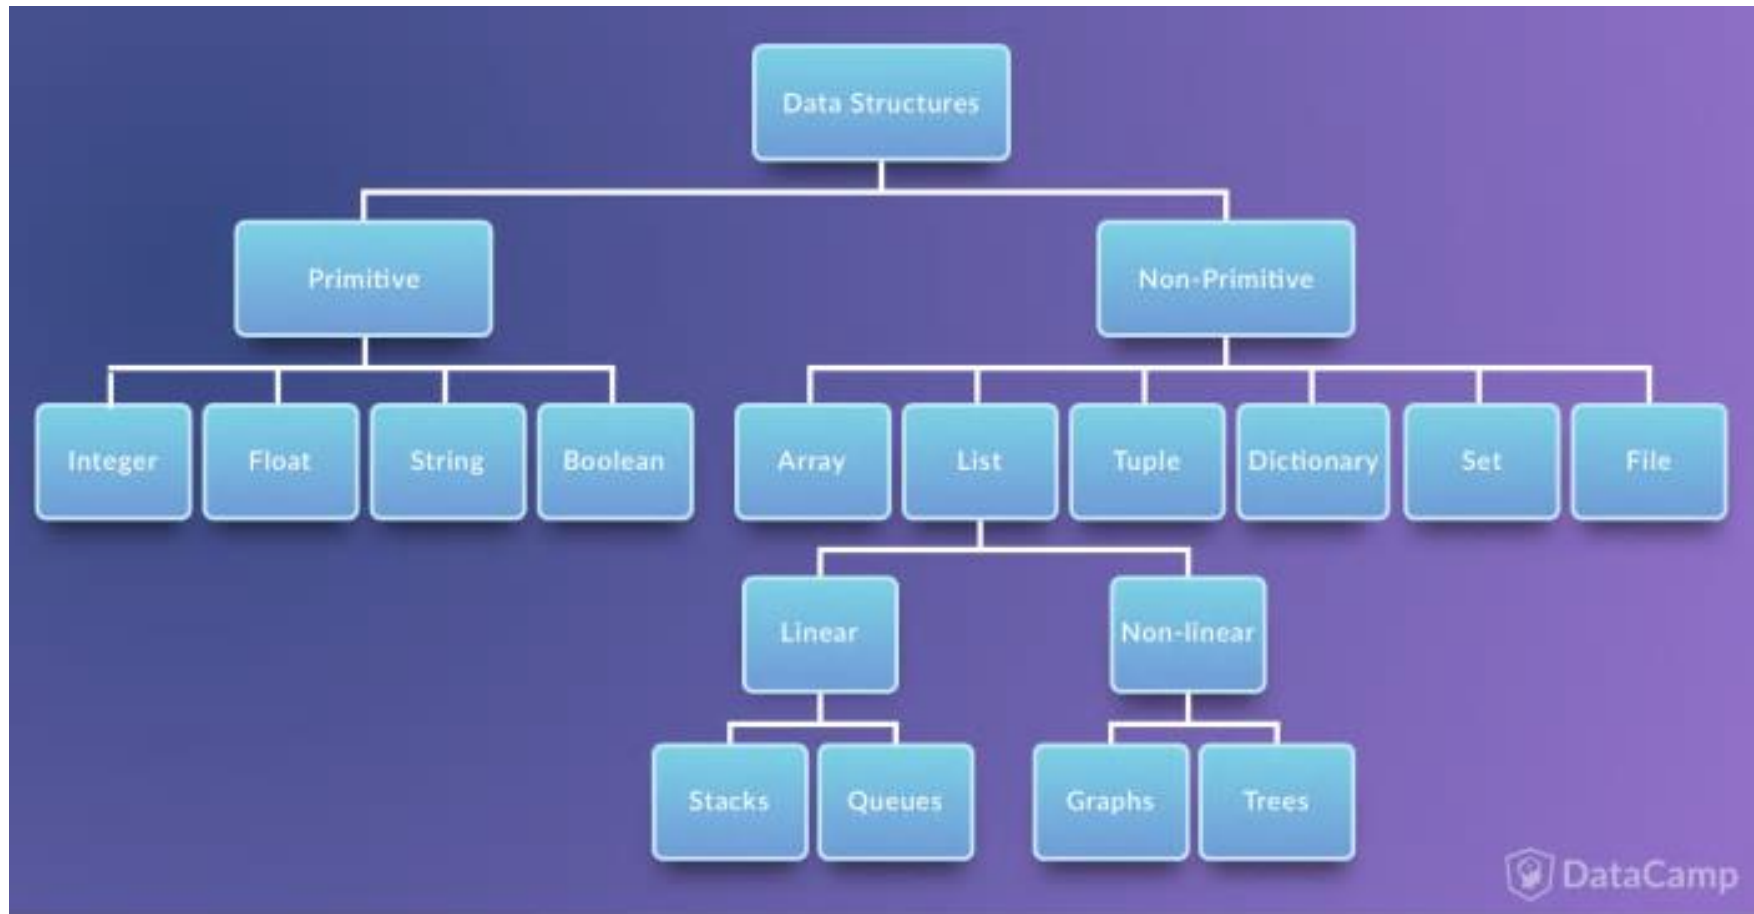 Data Structures
Primitive
Non-Primitive
Integer
Float
String
Boolean
Array
List
Tuple
Dictionary
Set
File
Linear
Non-linear
Stacks
Queues
Graphs
Trees
DataCamp